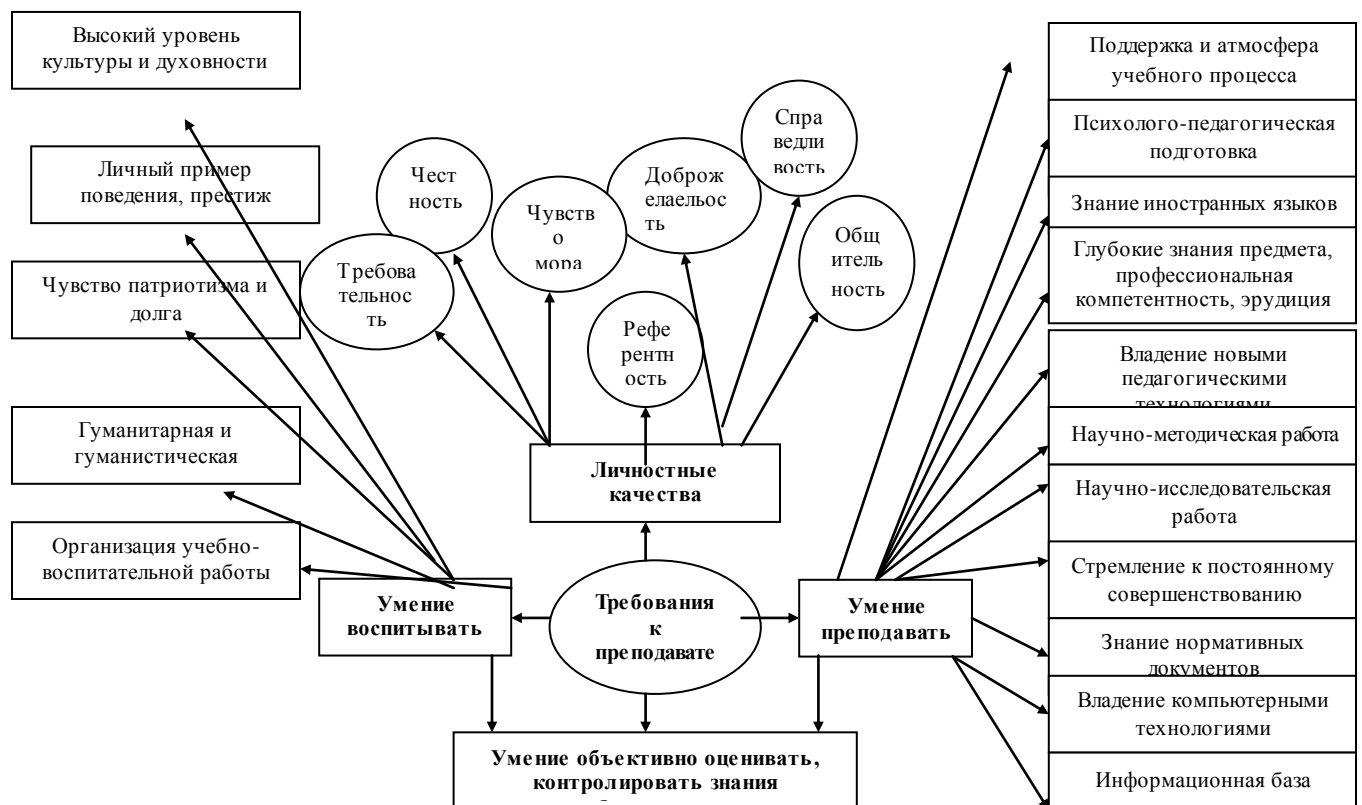 Высокий уровень
культуры и духовности
Личный пример
поведения, престиж
Чувство патриотизма и
долга
Гуманитарная и
гуманистическая
Организация учебно-
воспитательной работы
Чест
ность
Требова
тельнос
ть
Чувств
о
мора
Доброж
елаельос
ть
Спра
ведли
вость
Общ
итель
ность
Рефе
рентн
ость
Личностные
качества
Умение
воспитывать
Требования
к
преподавате
Умение
преподавать
Умение объективно оценивать,
контролировать знания
Поддержка и атмосфера
учебного процесса
Психолого-педагогическая
подготовка
Знание иностранных языков
Глубокие знания предмета,
профессиональная
компетентность, эрудиция
Владение новыми
педагогическими
технологиями
Научно-методическая работа
Научно-исследовательская
работа
Стремление к постоянному
совершенствованию
Знание нормативных
документов
Владение компьютерными
технологиями
Информационная база